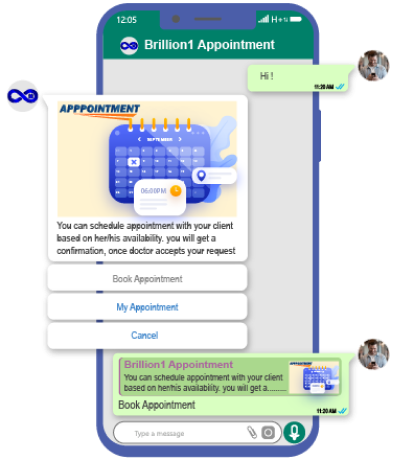 12:05
H+
Brillion1 Appointment
Hi !
11:20 AM
APPPOINTMENT
SEPTEMBER
06:00PM
You can schedule appointment with your client
based on her/his availability. you will get a
confirmation, once doctor accepts your request
Book Appointment
My Appointment
Cancel
Brillion1 Appointment
You can schedule appointment with your client
based on her/his availability. you will get a.........
Book Appointment
11:20 AM
Type a message